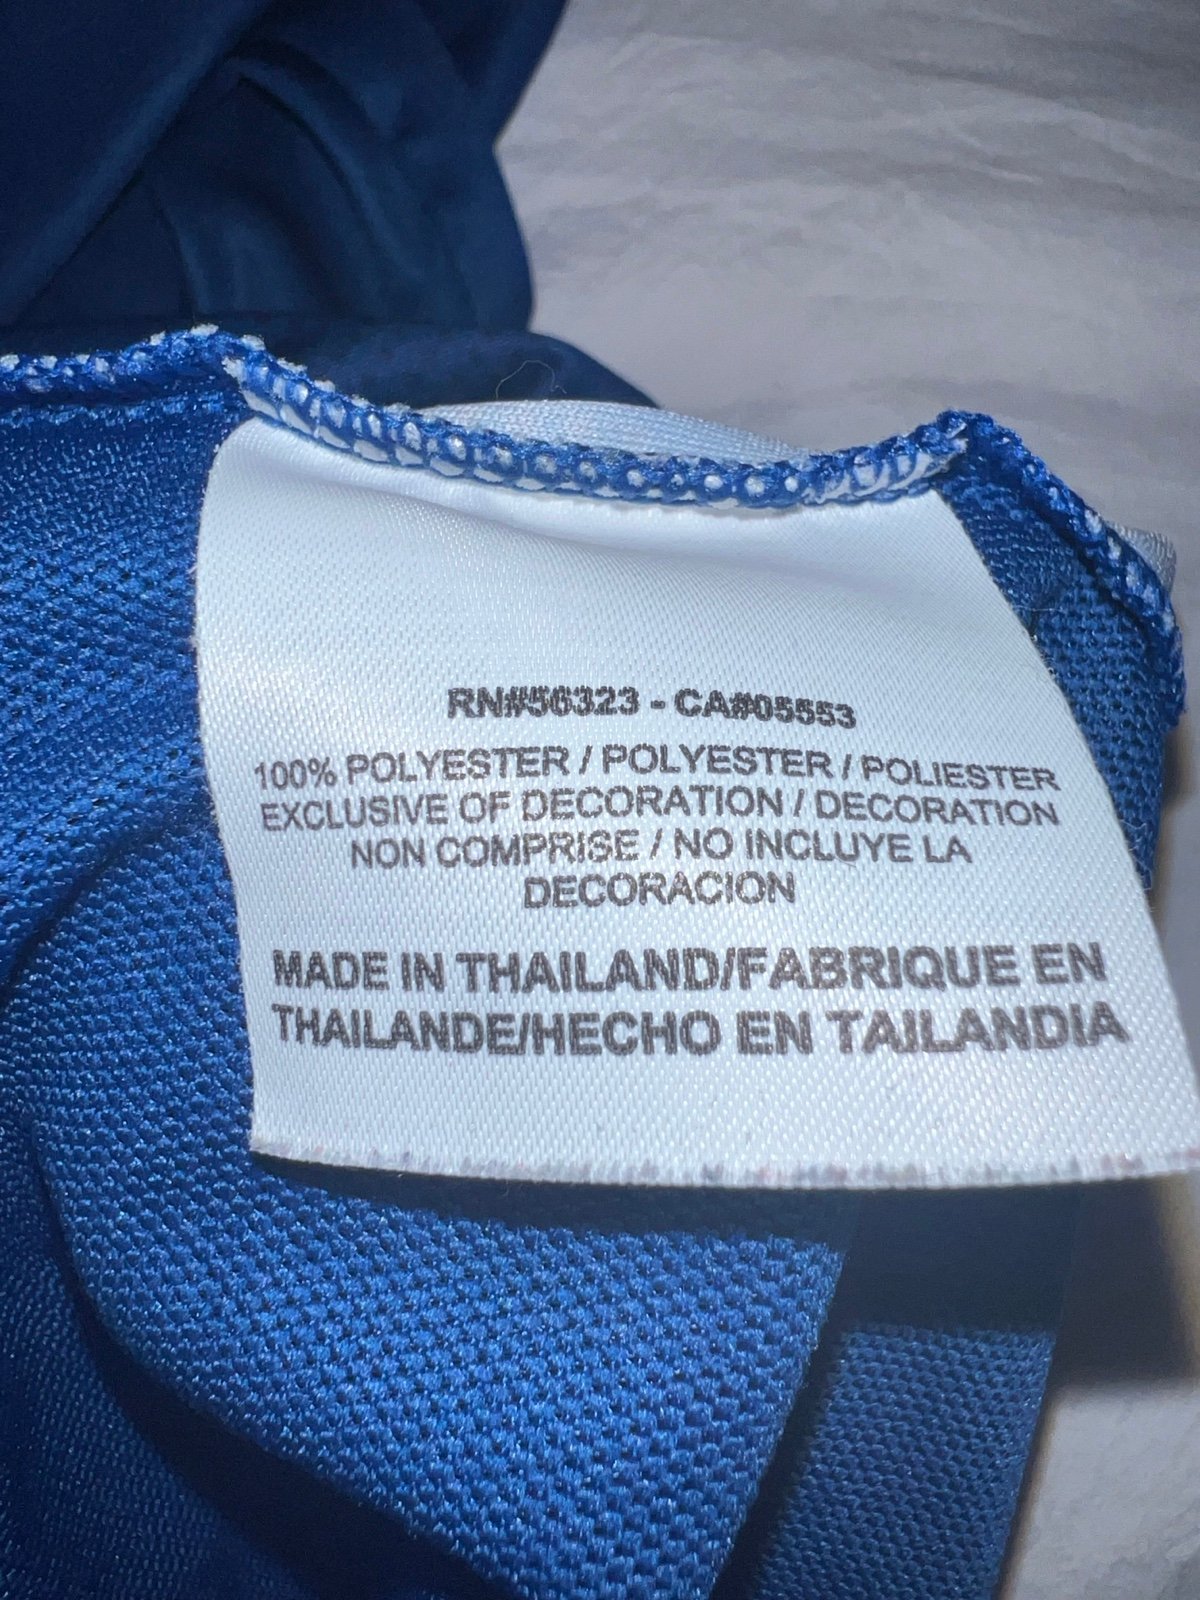 RN#56323 - CA#05553
100% POLYESTER / POLYESTER / POLIESTER
EXCLUSIVE OF DECORATION / DECORATION
NON COMPRISE / NO INCLUYE LA
DECORACION
MADE IN THAILAND/FABRIQUE EN
THAILANDE/HECHO EN TAILANDIA